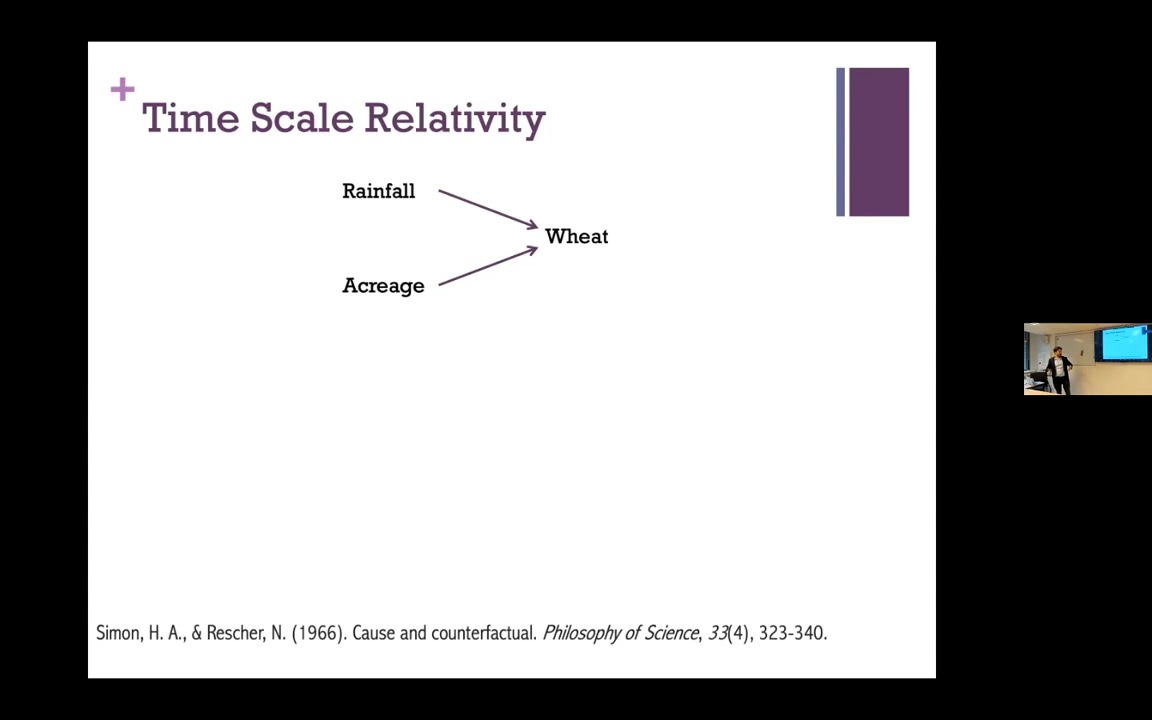 +
Time Scale Relativity
Rainfall
Wheat
Acreage
Simon, H. A., & Rescher, N. (1966). Cause and counterfactual. Philosophy of Science, 33(4), 323-340.